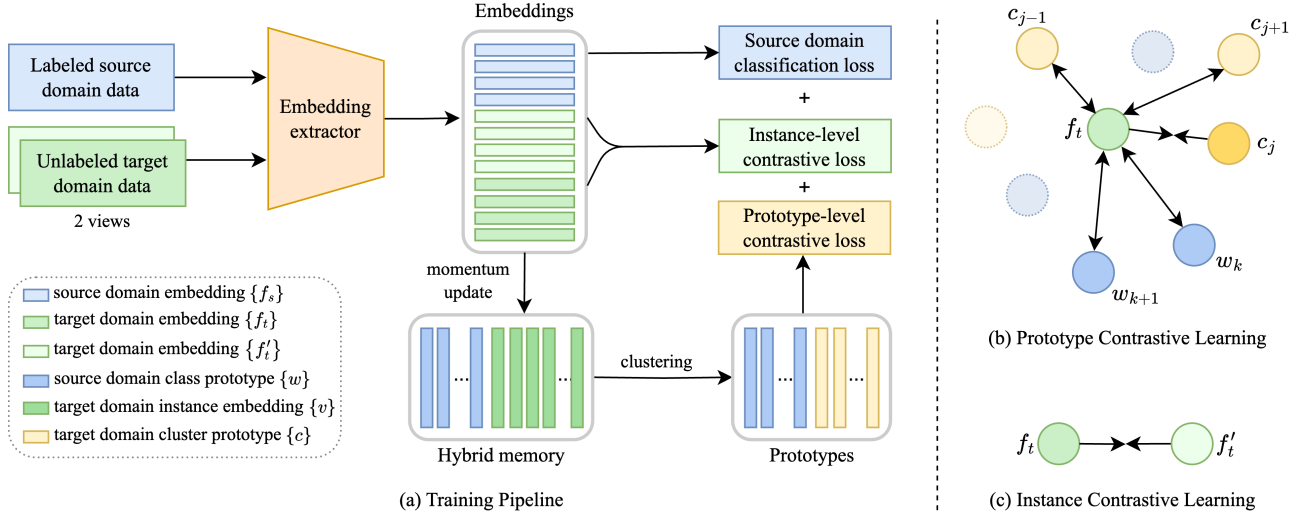 Embeddings
Labeled source
domain data
Unlabeled target
domain data
2 views
Embedding
extractor
Source domain
classification loss
+
Instance-level
contrastive loss
+
Prototype-level
contrastive loss
momentum
update
clustering
...
...
...
...
Hybrid memory
Prototypes
source domain embedding {f_s}
target domain embedding {f_t}
target domain embedding {f'_t}
source domain class prototype {w}
target domain instance embedding {v}
target domain cluster prototype {c}
(a) Training Pipeline
c_{j-1}
c_{j+1}
f_t
c_j
w_k
w_{k+1}
(b) Prototype Contrastive Learning
f_t
f'_t
(c) Instance Contrastive Learning